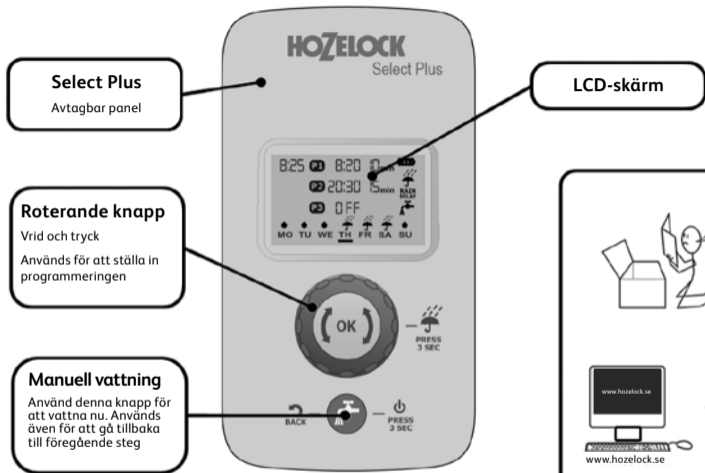 HOZELOCK
Select Plus
Select Plus
Avtagbar panel
LCD-skärm
8:25 P1 8:20 10min
P2 20:30 15min
RAIN
DELAY
P3 OFF
MO TU WE TH FR SA SU
Roterande knapp
Vrid och tryck
Används för att ställa in
programmeringen
OK
PRESS
3 SEC
Manuell vattning
Använd denna knapp för
att vattna nu. Används
även för att gå tillbaka
till föregående steg
BACK
PRESS
3 SEC
www.hozelock.se
www.hozelock.se